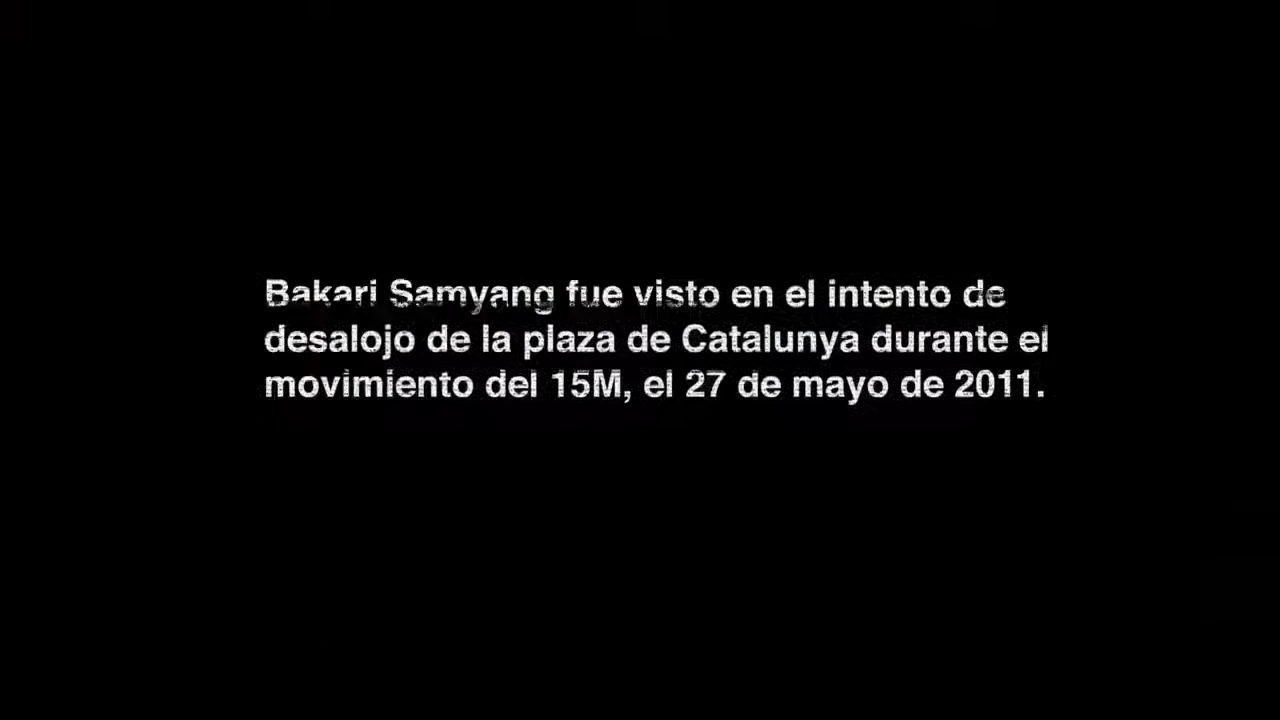 Bakari Samyang fue visto en el intento de
desalojo de la plaza de Catalunya durante el
movimiento del 15M, el 27 de mayo de 2011.